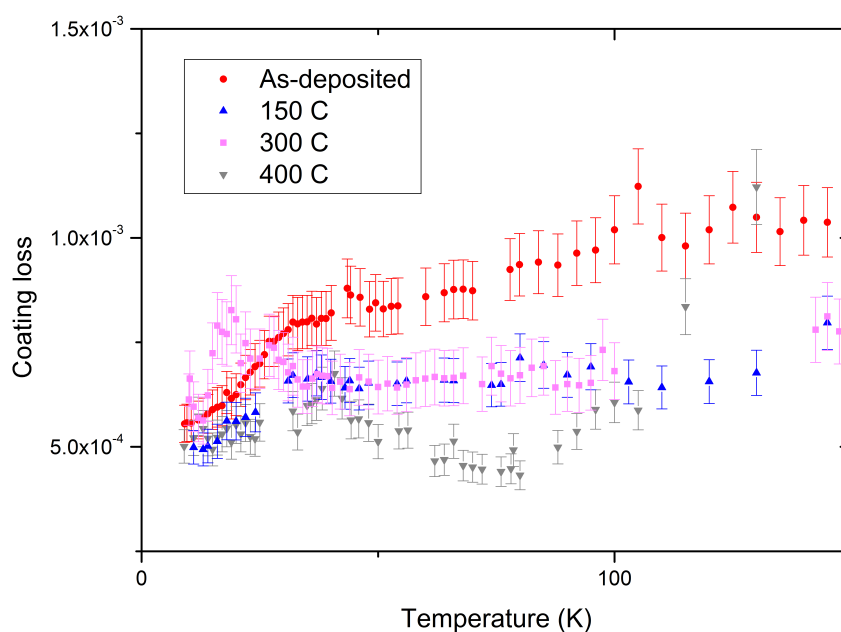 1.5x10⁻³
As-deposited
150 C
300 C
400 C
1.0x10⁻³
Coating loss
5.0x10⁻⁴
0
100
Temperature (K)